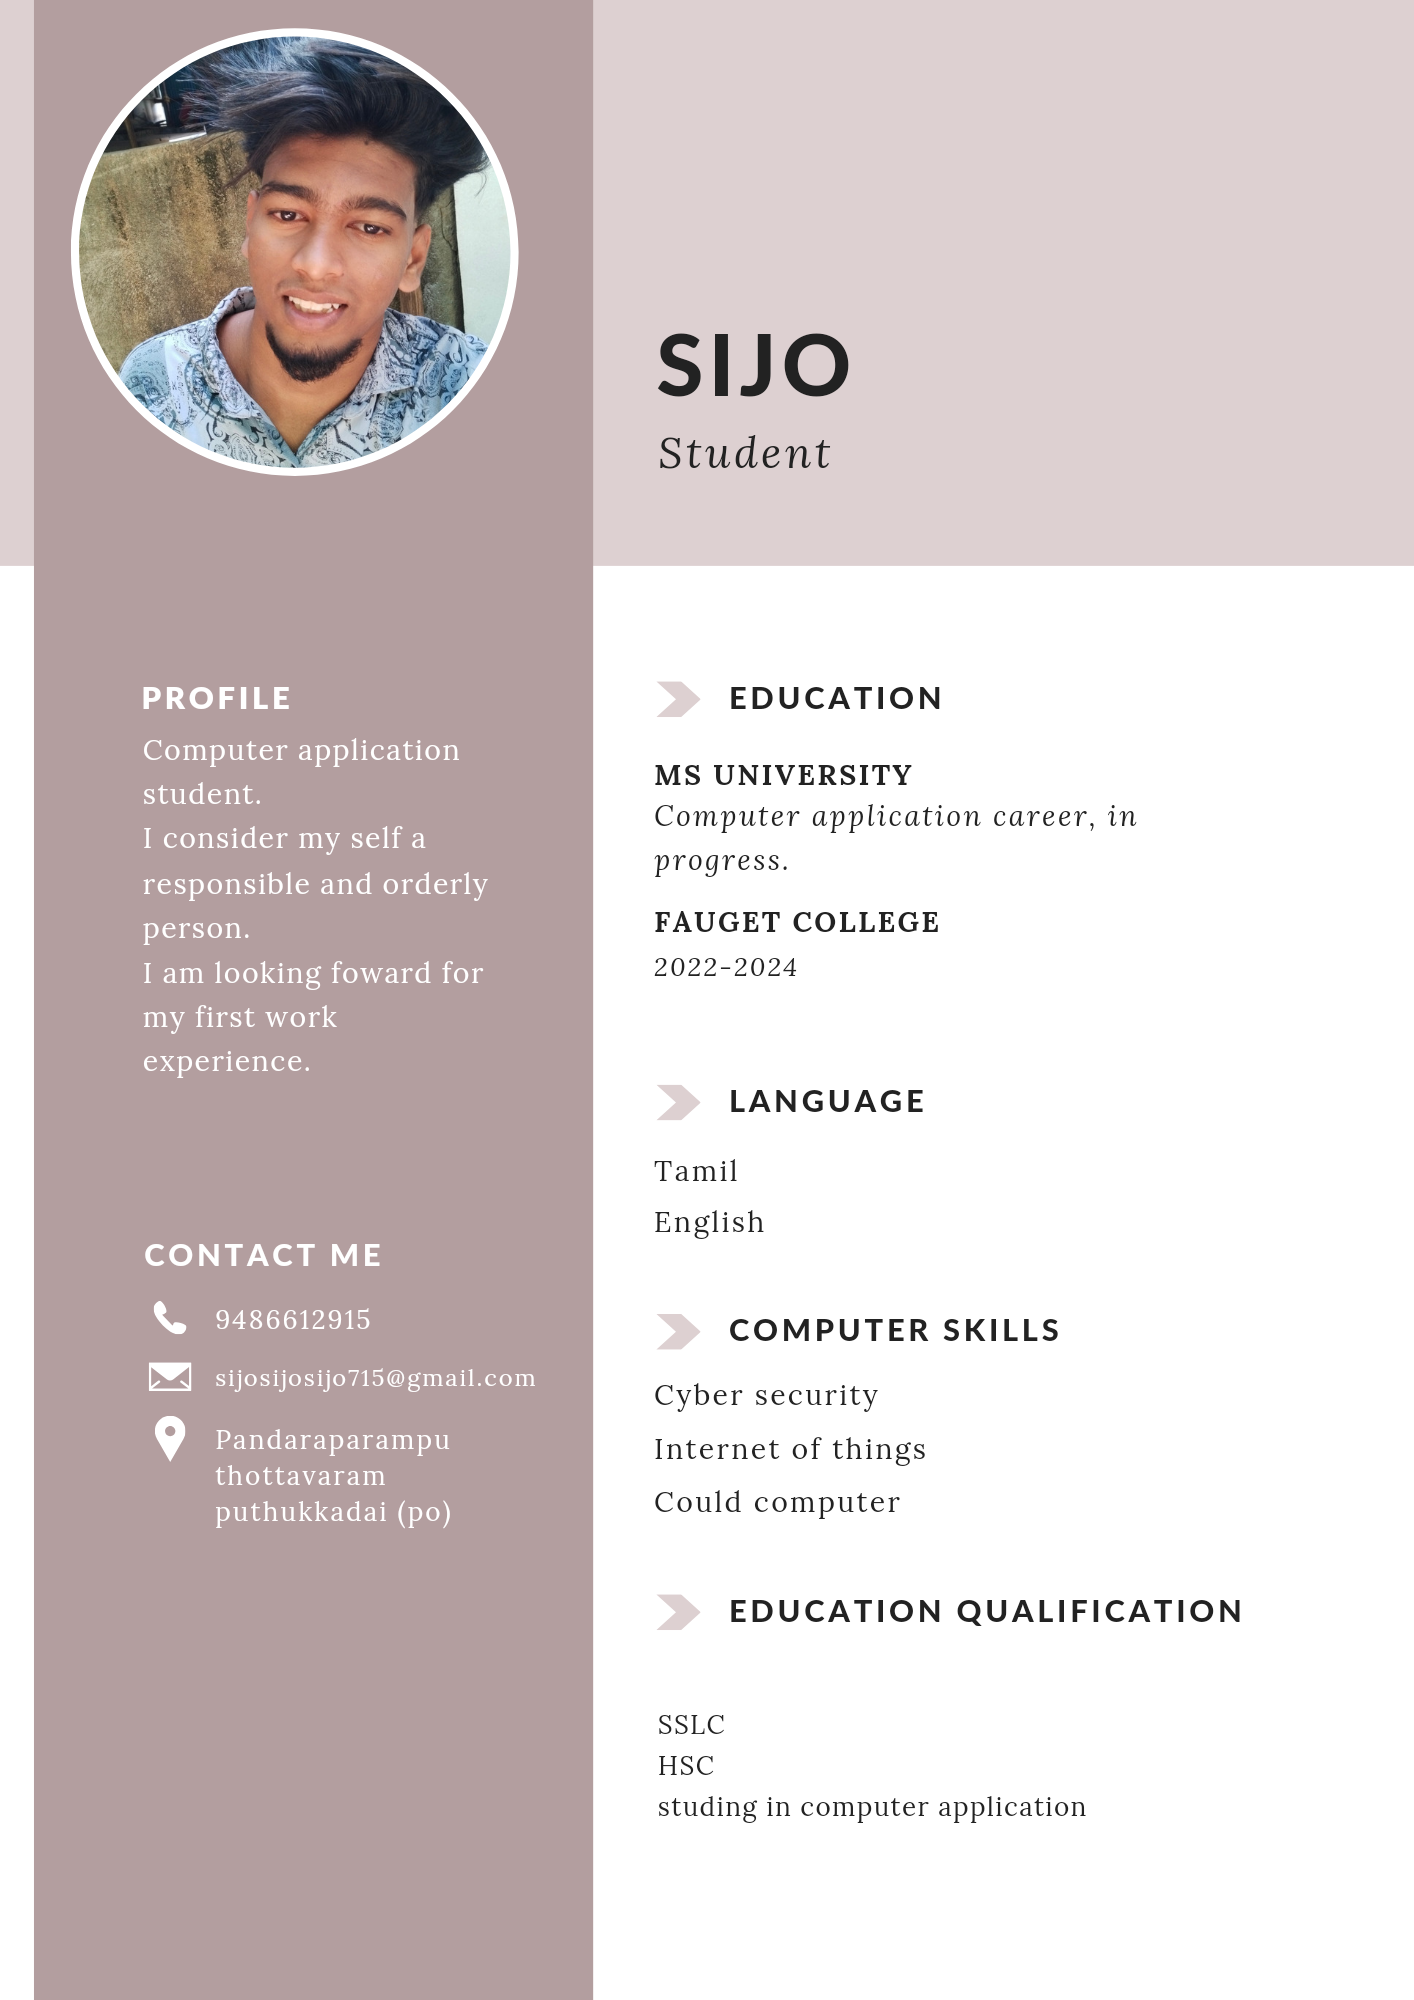 SIJO
Student
PROFILE
Computer application
student.
I consider my self a
responsible and orderly
person.
I am looking foward for
my first work
experience.
CONTACT ME
9486612915
sijosijosijo715@gmail.com
Pandaraparampu
thottavaram
puthukkadai (po)
EDUCATION
MS UNIVERSITY
Computer application career, in
progress.
FAUGET COLLEGE
2022-2024
LANGUAGE
Tamil
English
COMPUTER SKILLS
Cyber security
Internet of things
Could computer
EDUCATION QUALIFICATION
SSLC
HSC
studing in computer application